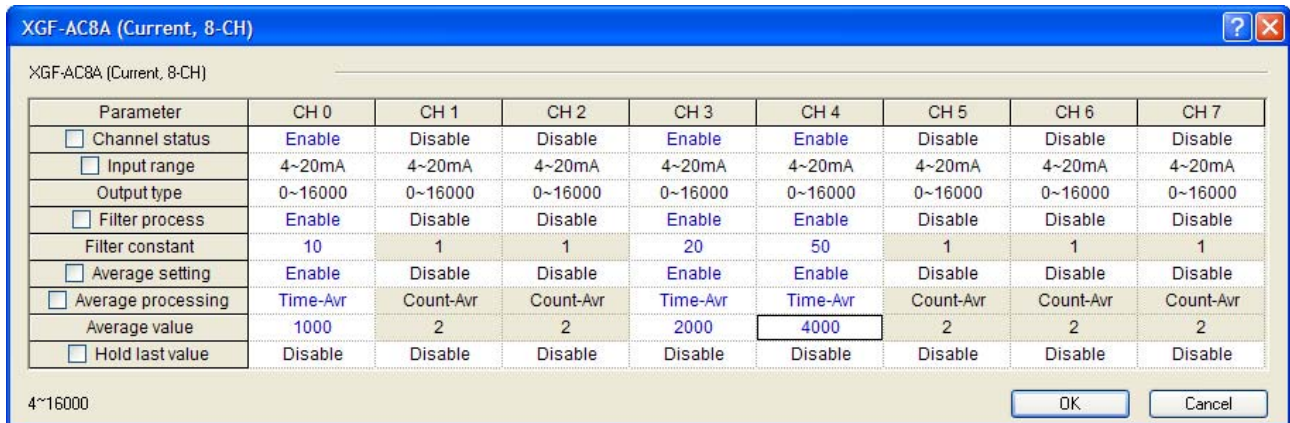 XGF-AC8A (Current, 8-CH)
XGF-AC8A (Current, 8-CH)
Parameter CH 0 CH 1 CH 2 CH 3 CH 4 CH 5 CH 6 CH 7
Channel status Enable Disable Disable Enable Enable Disable Disable Disable
Input range 4~20mA 4~20mA 4~20mA 4~20mA 4~20mA 4~20mA 4~20mA 4~20mA
Output type 0~16000 0~16000 0~16000 0~16000 0~16000 0~16000 0~16000 0~16000
Filter process Enable Disable Disable Enable Enable Disable Disable Disable
Filter constant 10 1 1 20 50 1 1 1
Average setting Enable Disable Disable Enable Enable Disable Disable Disable
Average processing Time-Avr Count-Avr Count-Avr Time-Avr Time-Avr Count-Avr Count-Avr Count-Avr
Average value 1000 2 2 2000 4000 2 2 2
Hold last value Disable Disable Disable Disable Disable Disable Disable Disable
4~16000 OK Cancel